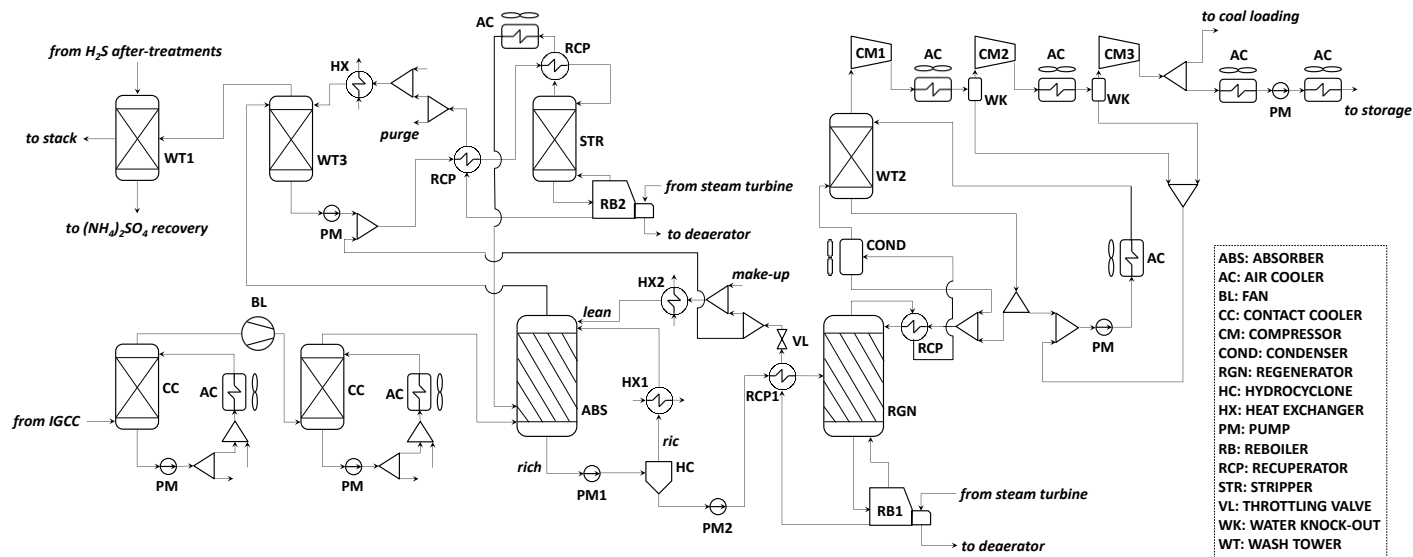 to coal loading
AC
CM1
AC
CM2
AC
CM3
AC
AC
from H2S after-treatments
HX
RCP
WK
WK
PM
to storage
to stack
WT1
WT3
purge
RCP
STR
WT2
from steam turbine
RB2
PM
to deaerator
to (NH4)2SO4 recovery
COND
AC
HX2
make-up
BL
lean
VL
RCP
PM
CC
AC
CC
AC
HX1
ABS
RCP1
RGN
from IGCC
ric
rich
HC
PM
PM
PM1
PM2
from steam turbine
RB1
to deaerator
ABS: ABSORBER
AC: AIR COOLER
BL: FAN
CC: CONTACT COOLER
CM: COMPRESSOR
COND: CONDENSER
RGN: REGENERATOR
HC: HYDROCYCLONE
HX: HEAT EXCHANGER
PM: PUMP
RB: REBOILER
RCP: RECUPERATOR
STR: STRIPPER
VL: THROTTLING VALVE
WK: WATER KNOCK-OUT
WT: WASH TOWER